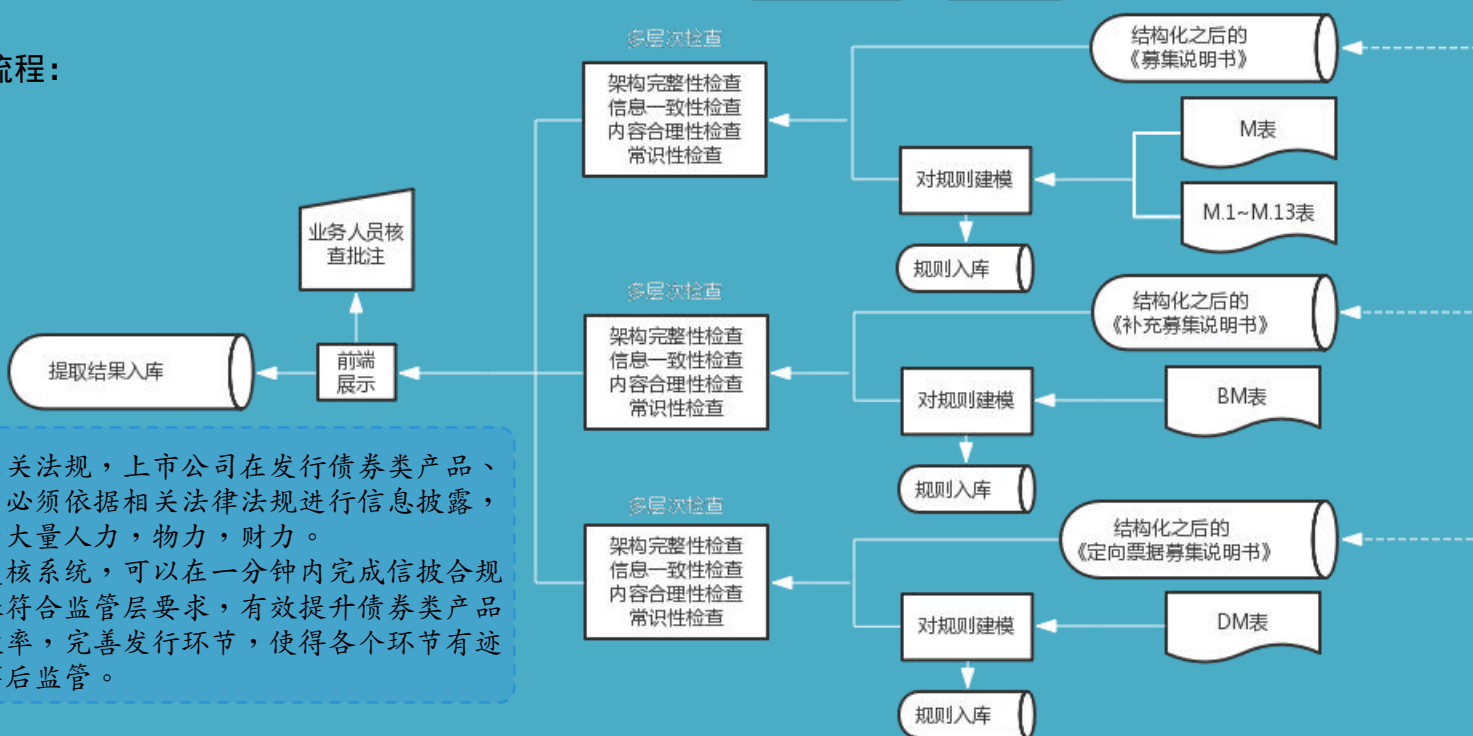 流程:
多层次检查
架构完整性检查
信息一致性检查
内容合理性检查
常识性检查
结构化之后的
《募集说明书》
M表
M.1~M.13表
对规则建模
规则入库
业务人员核
查批注
前端
展示
提取结果入库
多层次检查
架构完整性检查
信息一致性检查
内容合理性检查
常识性检查
结构化之后的
《补充募集说明书》
BM表
对规则建模
规则入库
多层次检查
架构完整性检查
信息一致性检查
内容合理性检查
常识性检查
结构化之后的
《定向票据募集说明书》
DM表
对规则建模
规则入库
关法规，上市公司在发行债券类产品、
必须依据相关法律法规进行信息披露，
大量人力，物力，财力。
核系统，可以在一分钟内完成信披合规
符合监管层要求，有效提升债券类产品
率，完善发行环节，使得各个环节有迹
后监管。